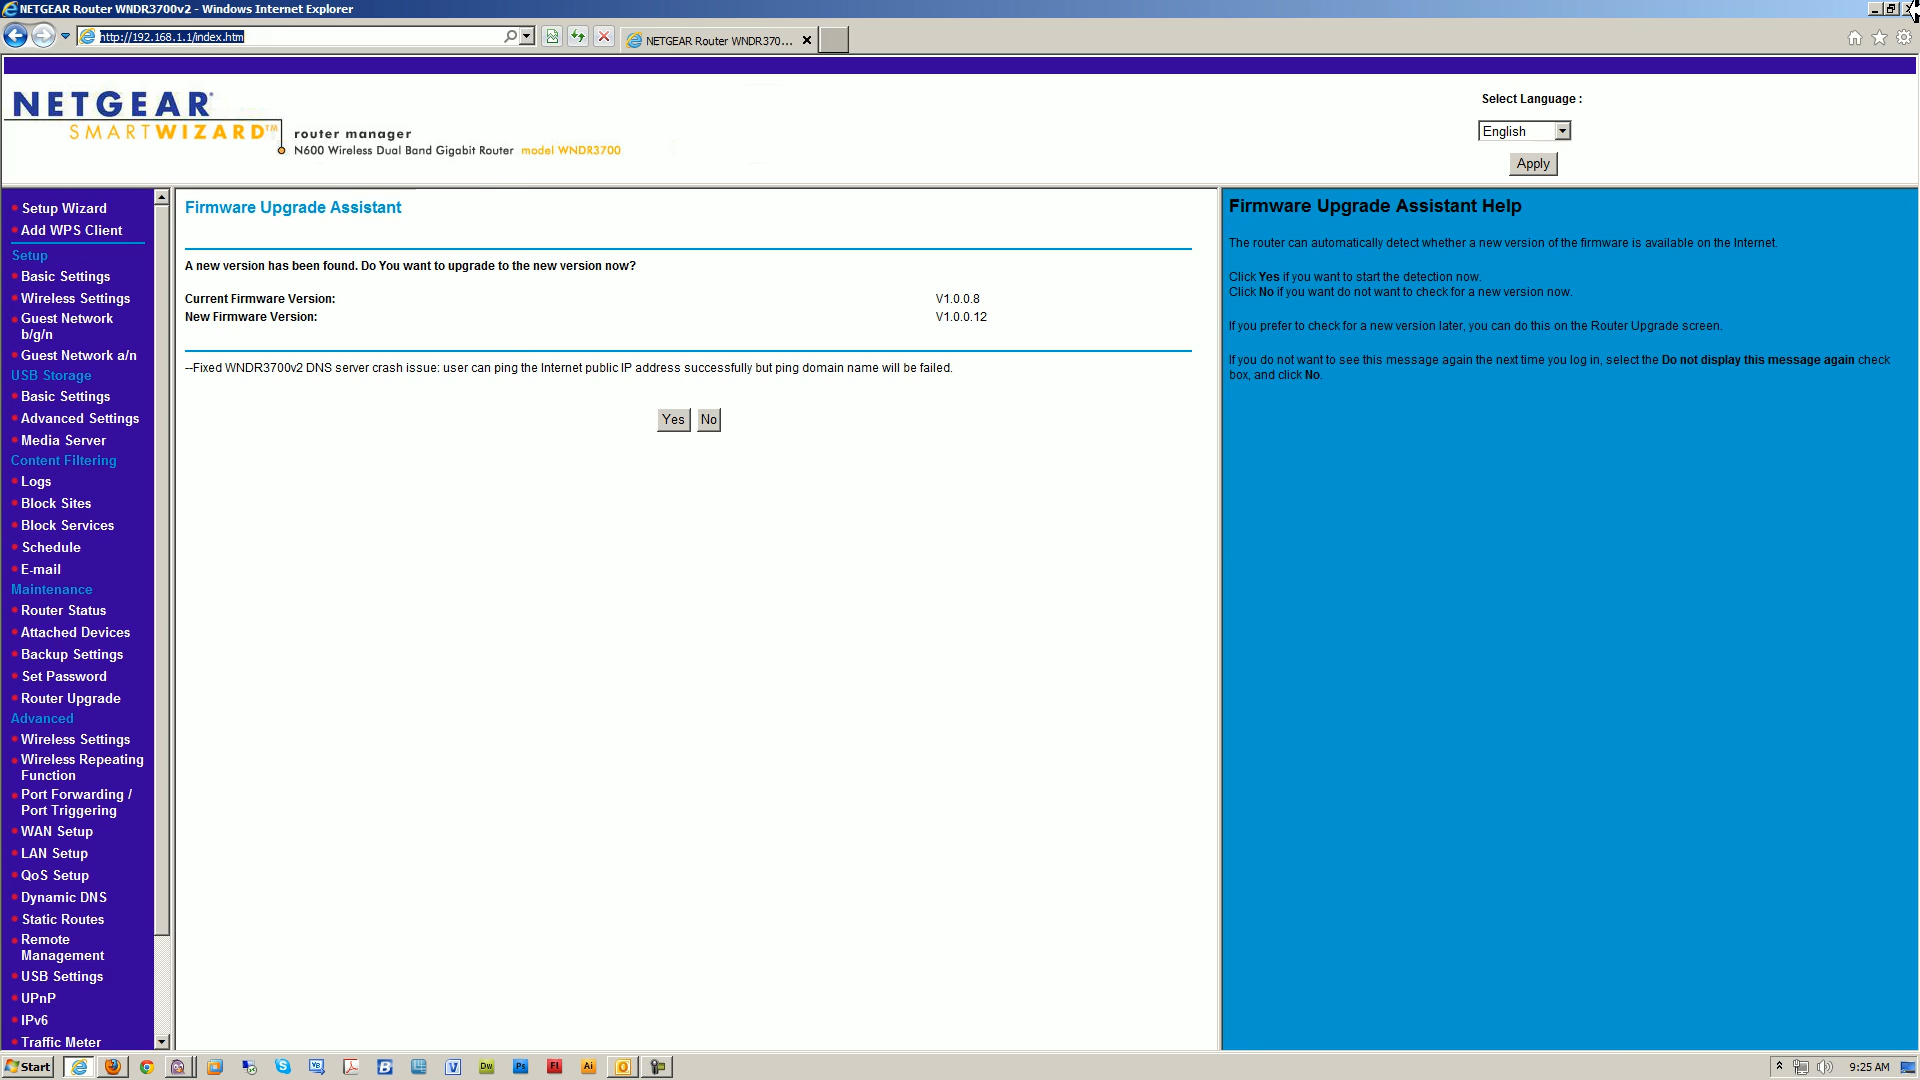 NETGEAR Router WNDR3700v2 - Windows Internet Explorer
http://192.168.1.1/index.htm
NETGEAR Router WNDR370...
NETGEAR
SMARTWIZARD™
router manager
N600 Wireless Dual Band Gigabit Router model WNDR3700
Select Language :
English
Apply
Setup Wizard
Add WPS Client
Setup
Basic Settings
Wireless Settings
Guest Network
b/g/n
Guest Network a/n
USB Storage
Basic Settings
Advanced Settings
Media Server
Content Filtering
Logs
Block Sites
Block Services
Schedule
E-mail
Maintenance
Router Status
Attached Devices
Backup Settings
Set Password
Router Upgrade
Advanced
Wireless Settings
Wireless Repeating
Function
Port Forwarding /
Port Triggering
WAN Setup
LAN Setup
QoS Setup
Dynamic DNS
Static Routes
Remote
Management
USB Settings
UPnP
IPv6
Traffic Meter
Firmware Upgrade Assistant
A new version has been found. Do You want to upgrade to the new version now?
Current Firmware Version: V1.0.0.8
New Firmware Version: V1.0.0.12
--Fixed WNDR3700v2 DNS server crash issue: user can ping the Internet public IP address successfully but ping domain name will be failed.
Yes No
Firmware Upgrade Assistant Help
The router can automatically detect whether a new version of the firmware is available on the Internet.
Click Yes if you want to start the detection now.
Click No if you want do not want to check for a new version now.
If you prefer to check for a new version later, you can do this on the Router Upgrade screen.
If you do not want to see this message again the next time you log in, select the Do not display this message again check
box, and click No.
Start
Dw
Ps
Fl
Ai
9:25 AM